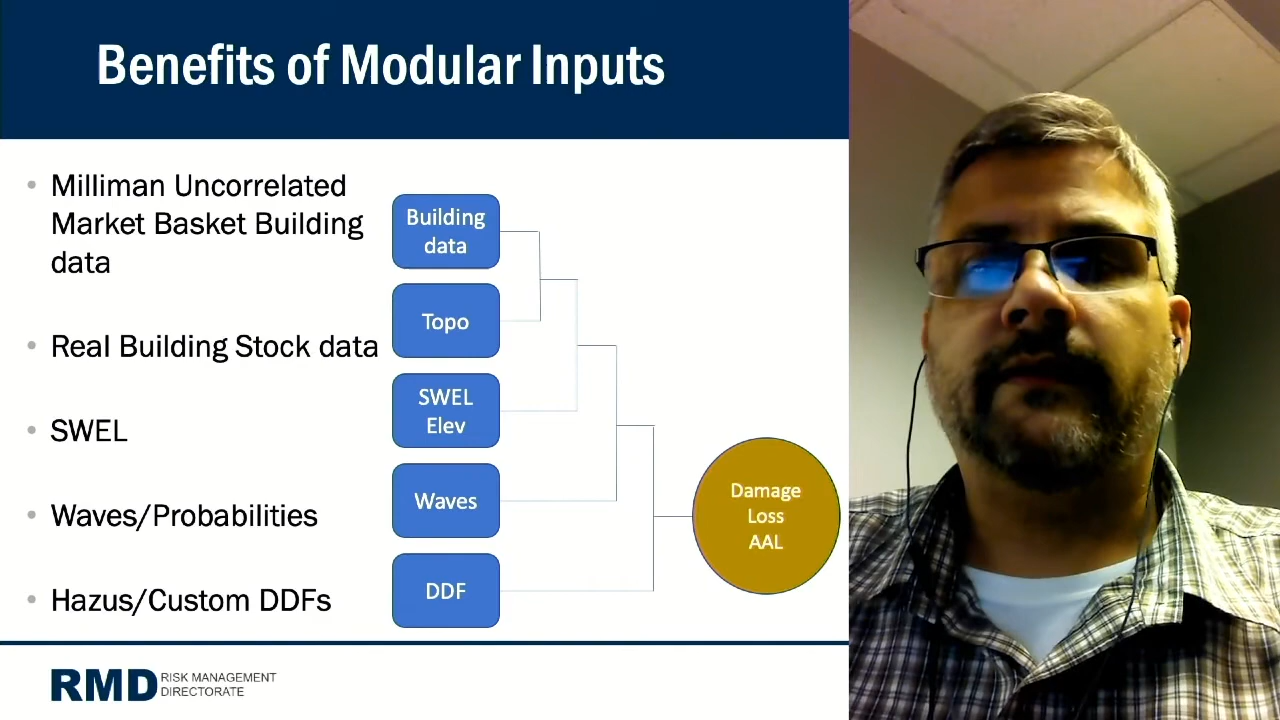 Benefits of Modular Inputs
• Milliman Uncorrelated
Market Basket Building
data
• Real Building Stock data
• SWEL
• Waves/Probabilities
• Hazus/Custom DDFs
Building
data
Topo
SWEL
Elev
Waves
DDF
Damage
Loss
AAL
RMD
RISK MANAGEMENT
DIRECTORATE